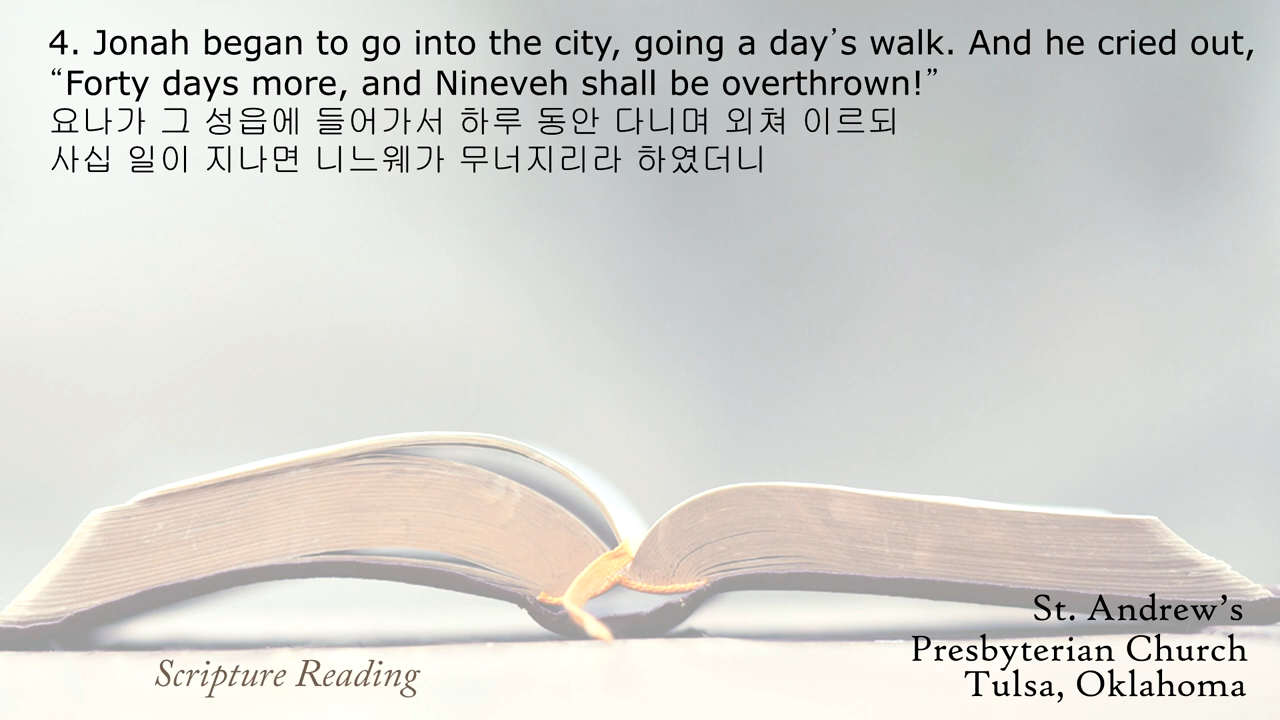 4. Jonah began to go into the city, going a day’s walk. And he cried out,
“Forty days more, and Nineveh shall be overthrown!”
요나가 그 성읍에 들어가서 하루 동안 다니며 외쳐 이르되
사십 일이 지나면 니느웨가 무너지리라 하였더니
Scripture Reading
St. Andrew’s
Presbyterian Church
Tulsa, Oklahoma